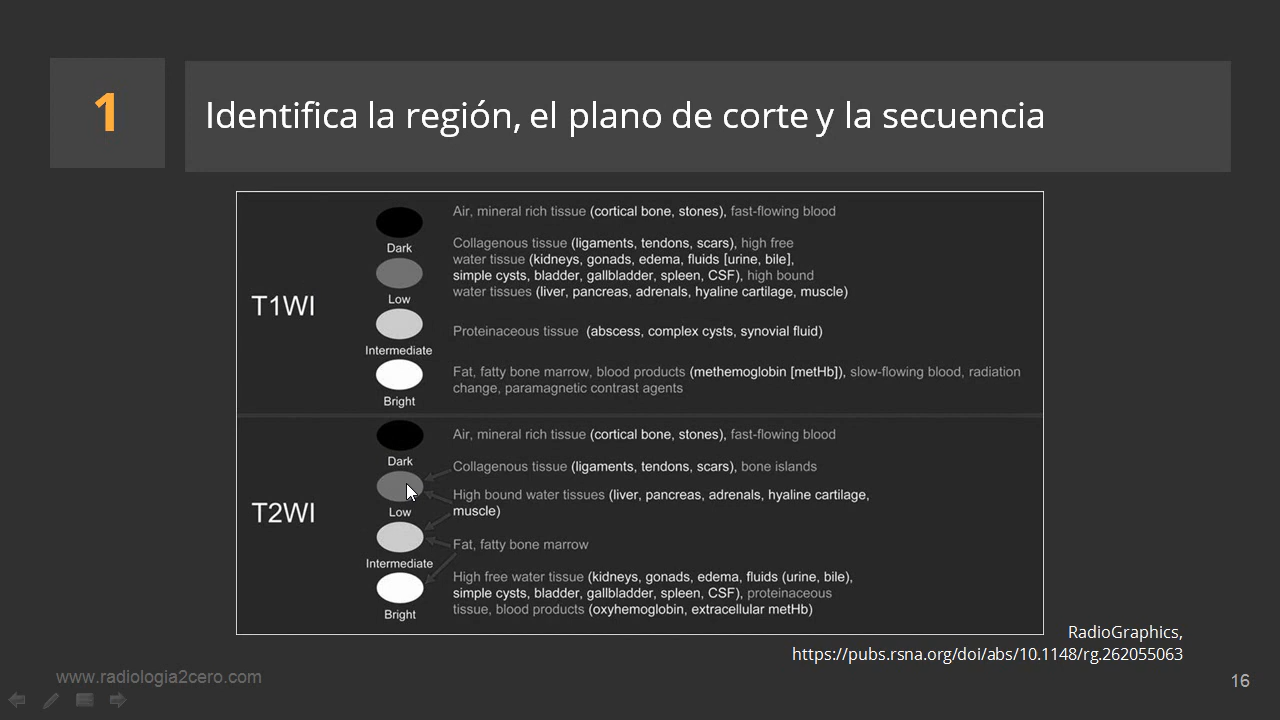 1
Identifica la región, el plano de corte y la secuencia
T1WI
Dark
Low
Intermediate
Bright
Air, mineral rich tissue (cortical bone, stones), fast-flowing blood
Collagenous tissue (ligaments, tendons, scars), high free
water tissue (kidneys, gonads, edema, fluids [urine, bile],
simple cysts, bladder, gallbladder, spleen, CSF), high bound
water tissues (liver, pancreas, adrenals, hyaline cartilage, muscle)
Proteinaceous tissue (abscess, complex cysts, synovial fluid)
Fat, fatty bone marrow, blood products (methemoglobin [metHb]), slow-flowing blood, radiation
change, paramagnetic contrast agents
T2WI
Dark
Low
Intermediate
Bright
Air, mineral rich tissue (cortical bone, stones), fast-flowing blood
Collagenous tissue (ligaments, tendons, scars), bone islands
High bound water tissues (liver, pancreas, adrenals, hyaline cartilage,
muscle)
Fat, fatty bone marrow
High free water tissue (kidneys, gonads, edema, fluids (urine, bile),
simple cysts, bladder, gallbladder, spleen, CSF), proteinaceous
tissue, blood products (oxyhemoglobin, extracellular metHb)
RadioGraphics,
https://pubs.rsna.org/doi/abs/10.1148/rg.262055063
www.radiologia2cero.com
16